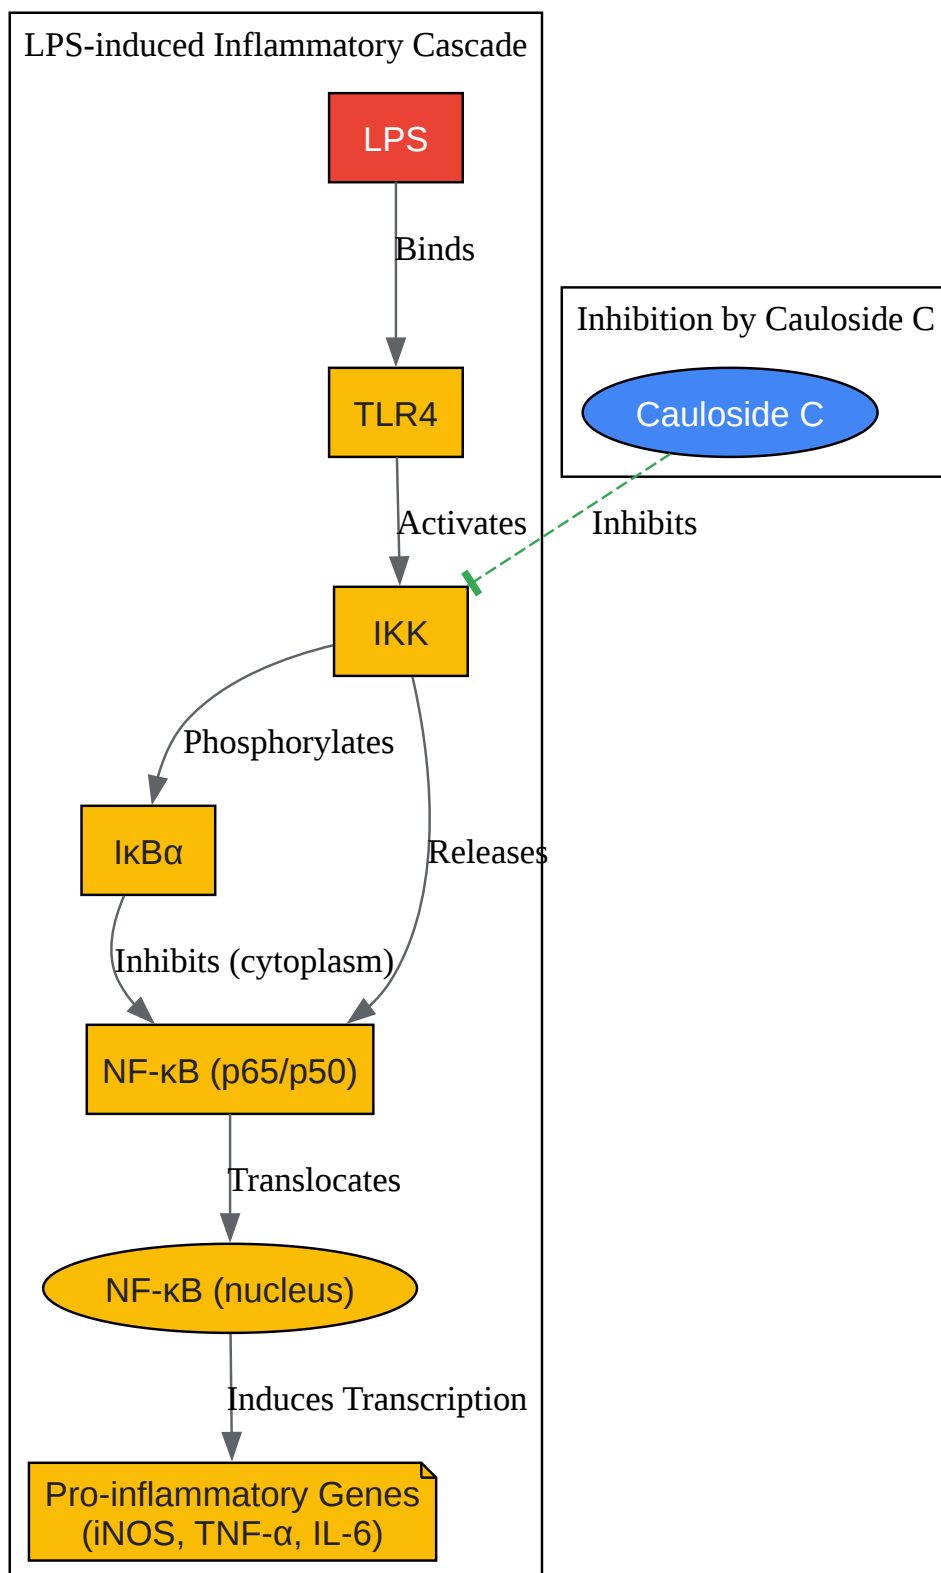 LPS-induced Inflammatory Cascade
LPS
Binds
Inhibition by Cauloside C
TLR4
Cauloside C
Activates
Inhibits
IKK
Phosphorylates
IκBα
Releases
Inhibits (cytoplasm)
NF-κB (p65/p50)
Translocates
NF-κB (nucleus)
Induces Transcription
Pro-inflammatory Genes
(iNOS, TNF-α, IL-6)